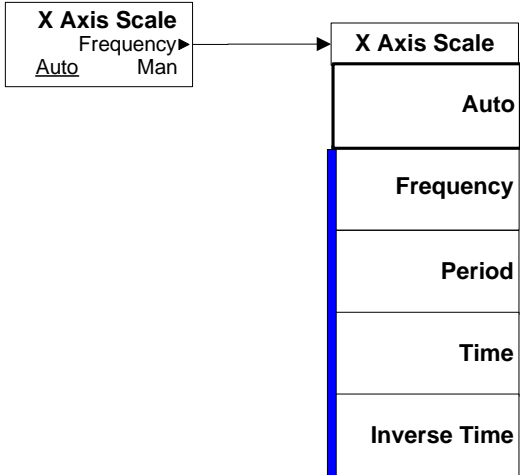 X Axis Scale
Frequency
Auto Man
X Axis Scale
Auto
Frequency
Period
Time
Inverse Time